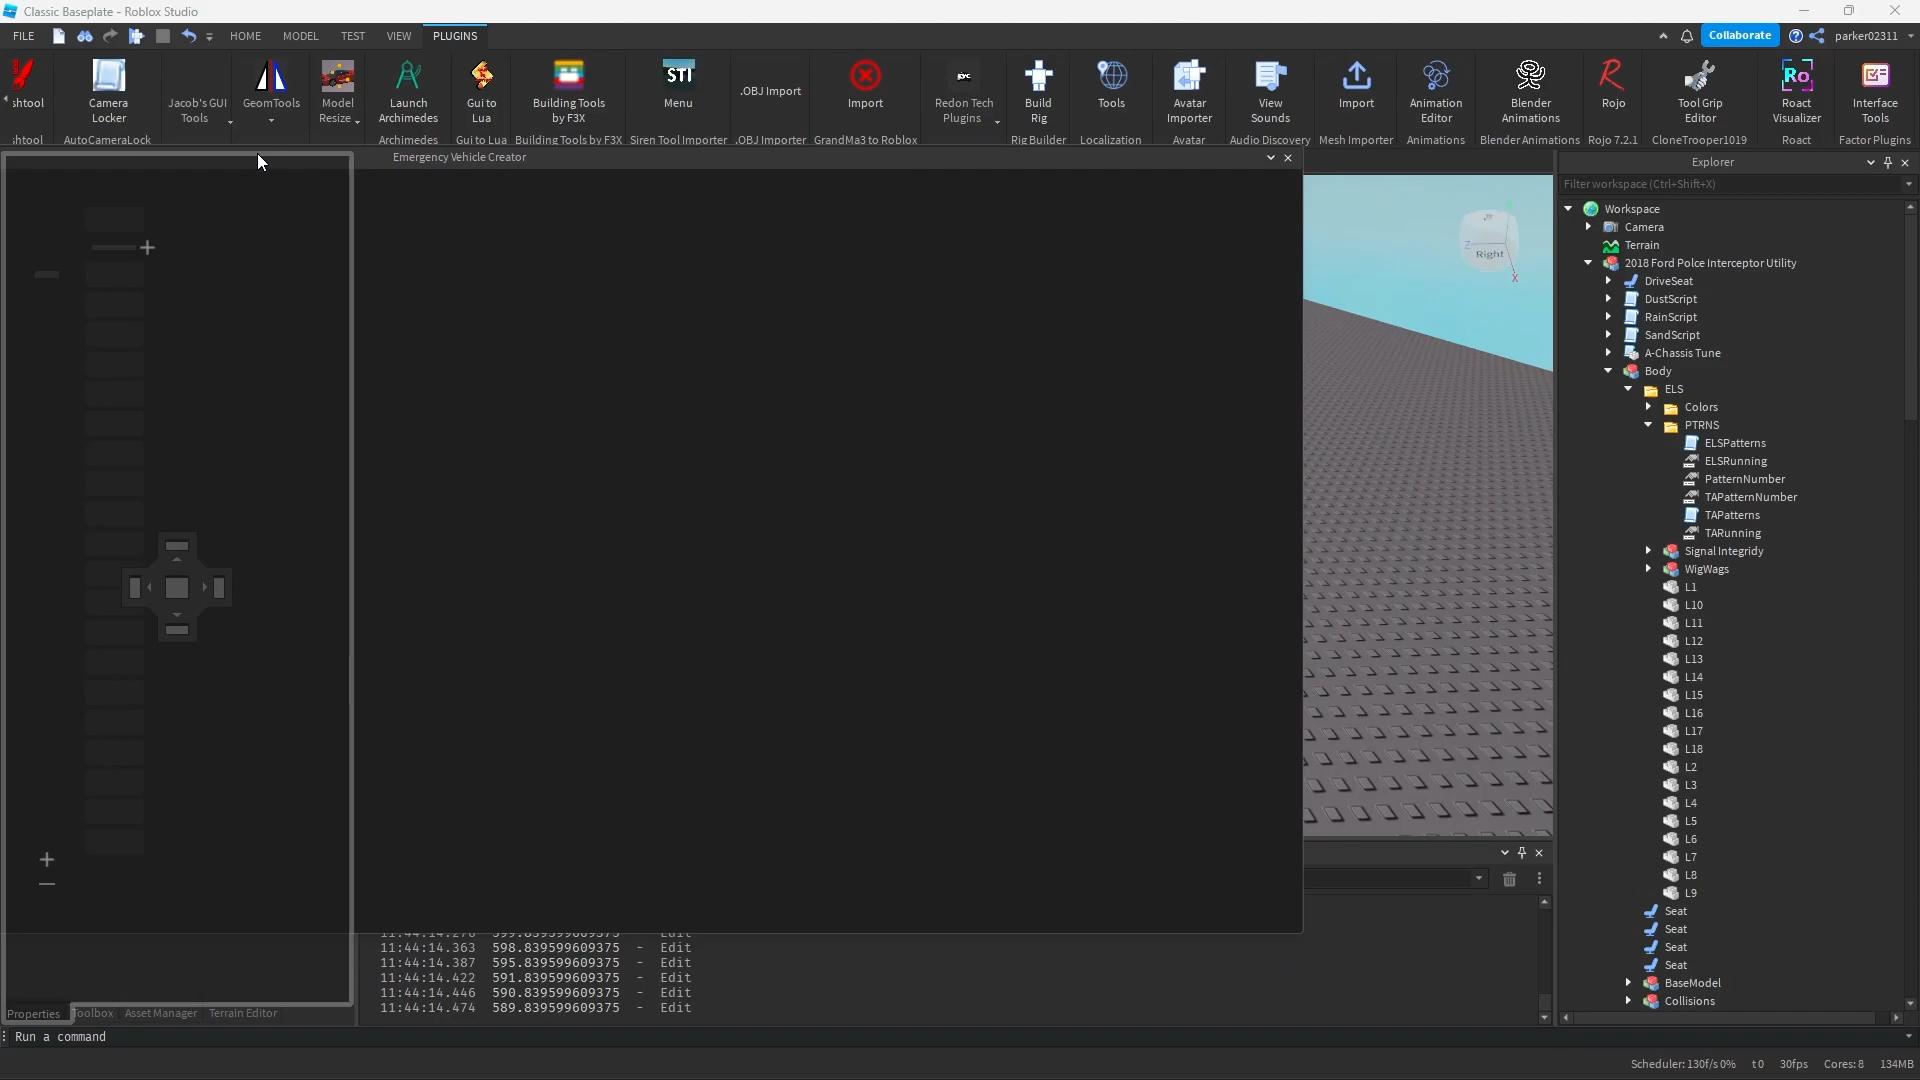 Classic Baseplate - Roblox Studio
FILE HOME MODEL TEST VIEW PLUGINS Collaborate parker02311
shtool
Camera Locker
Jacob's GUI Tools
GeomTools
Model Resize
Launch Archimedes
Gui to Lua
Building Tools by F3X
STI
Menu
.OBJ Import
Import
Redon Tech Plugins
Build Rig
Tools
Avatar Importer
View Sounds
Import
Animation Editor
Blender Animations
Rojo
Tool Grip Editor
Roact Visualizer
Interface Tools
shtool AutoCameraLock Archimedes Gui to Lua Building Tools by F3X Siren Tool Importer .OBJ Importer GrandMa3 to Roblox Rig Builder Localization Avatar Audio Discovery Mesh Import Animations Blender Animations Rojo 7.2.1 CloneTrooper1019 Roact Factor Plugins
Emergency Vehicle Creator
Right
Z
X
Explorer
Filter workspace (Ctrl+Shift+X)
Workspace
Camera
Terrain
2018 Ford Polce Interceptor Utility
DriveSeat
DustScript
RainScript
SandScript
A-Chassis Tune
Body
ELS
Colors
PTRNS
ELSPatterns
ELSRunning
PatternNumber
TAPatternNumber
TAPatterns
TARunning
Signal Integridy
WigWags
L1
L10
L11
L12
L13
L14
L15
L16
L17
L18
L2
L3
L4
L5
L6
L7
L8
L9
Seat
Seat
Seat
Seat
BaseModel
Collisions
11:44:14.363 598.839599609375 - Edit
11:44:14.387 595.839599609375 - Edit
11:44:14.422 591.839599609375 - Edit
11:44:14.446 590.839599609375 - Edit
11:44:14.474 589.839599609375 - Edit
Properties Toolbox Asset Manager Terrain Editor
Run a command
Scheduler: 130f/s 0% t0 30fps Cores: 8 134MB